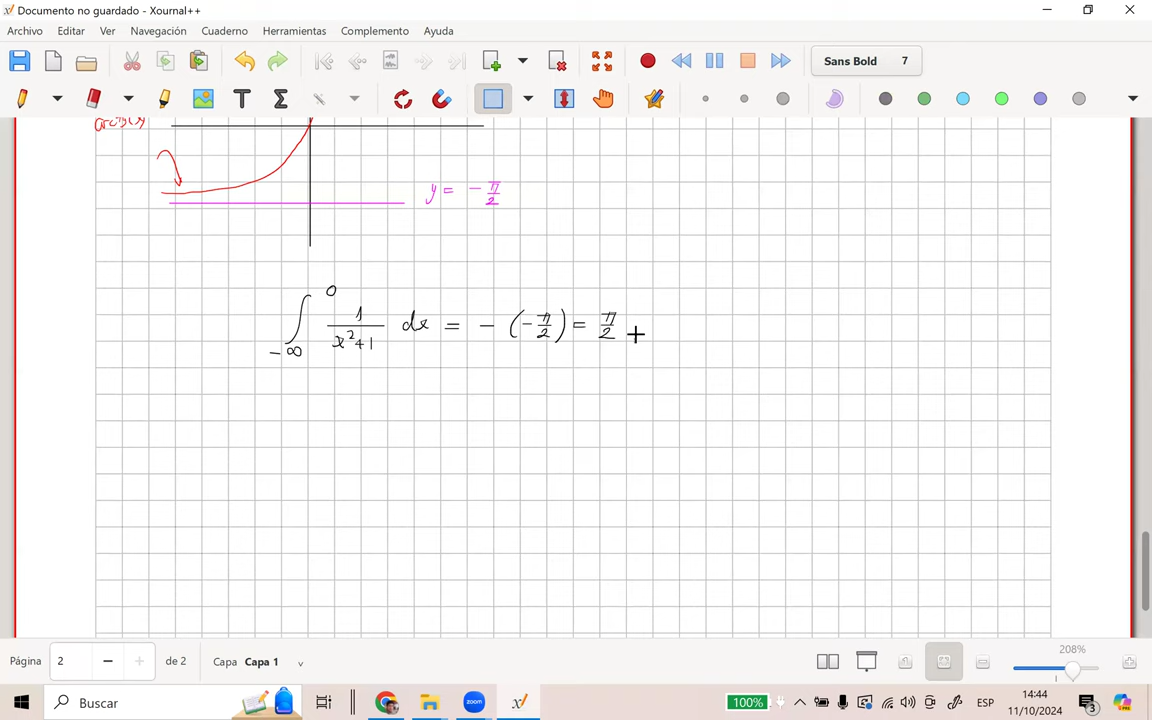 Documento no guardado - Xournal++
Archivo Editar Ver Navegación Cuaderno Herramientas Complemento Ayuda
Sans Bold 7
y = - π/2
∫_{-∞}^{0} 1/(x²+1) dx = - (- π/2) = π/2
Página 2 de 2 Capa Capa 1
208%
Buscar
100%
ESP
14:44
11/10/2024
3